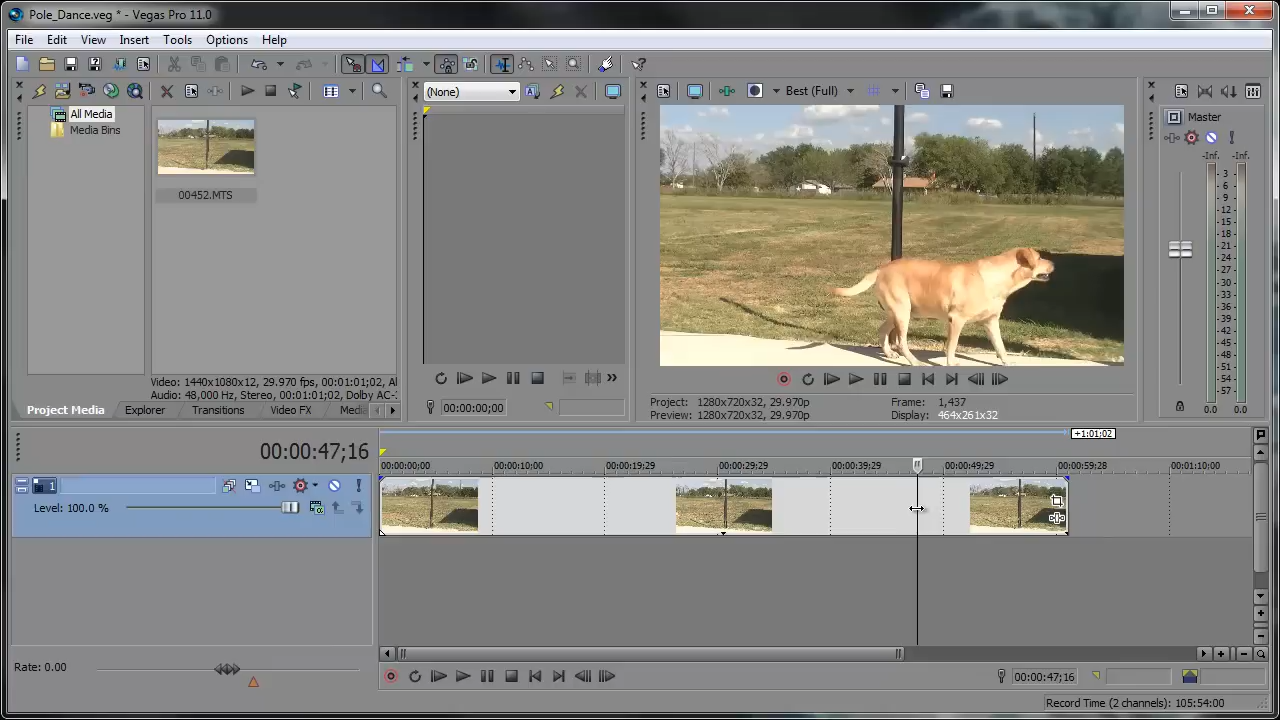 Pole_Dance.veg * - Vegas Pro 11.0
File Edit View Insert Tools Options Help
(None)
Best (Full)
All Media
Media Bins
00452.MTS
Master
-Inf. -Inf.
3
6
9
12
15
18
21
24
27
30
33
36
39
42
45
48
51
54
57
0.0 0.0
Video: 1440x1080x12, 29.970 fps, 00:01:01;02, Al
Audio: 48,000 Hz, Stereo, 00:01:01;02, Dolby AC-
Project Media Explorer Transitions Video FX Media
00:00:00;00
Project: 1280x720x32, 29.970p
Preview: 1280x720x32, 29.970p
Frame: 1,437
Display: 464x261x32
00:00:47;16
+1:01:02
00:00:00;00 00:00:10;00 00:00:19;29 00:00:29;29 00:00:39;29 00:00:49;29 00:00:59;28 00:01:10;00
1
Level: 100.0 %
Rate: 0.00
00:00:47;16
Record Time (2 channels): 105:54:00